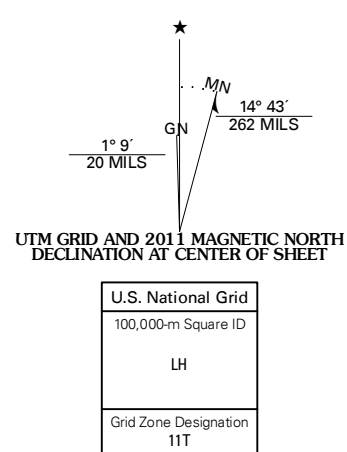 ★
MN
GN
14° 43´
262 MILS
1° 9´
20 MILS
UTM GRID AND 2011 MAGNETIC NORTH
DECLINATION AT CENTER OF SHEET
U.S. National Grid
100,000-m Square ID
LH
Grid Zone Designation
11T